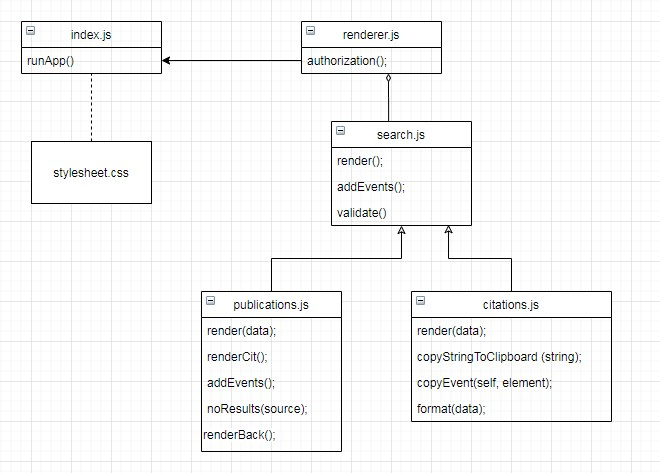 index.js
runApp()
renderer.js
authorization();
stylesheet.css
search.js
render();
addEvents();
validate()
publications.js
render(data);
renderCit();
addEvents();
noResults(source);
renderBack();
citations.js
render(data);
copyStringToClipboard (string);
copyEvent(self, element);
format(data);